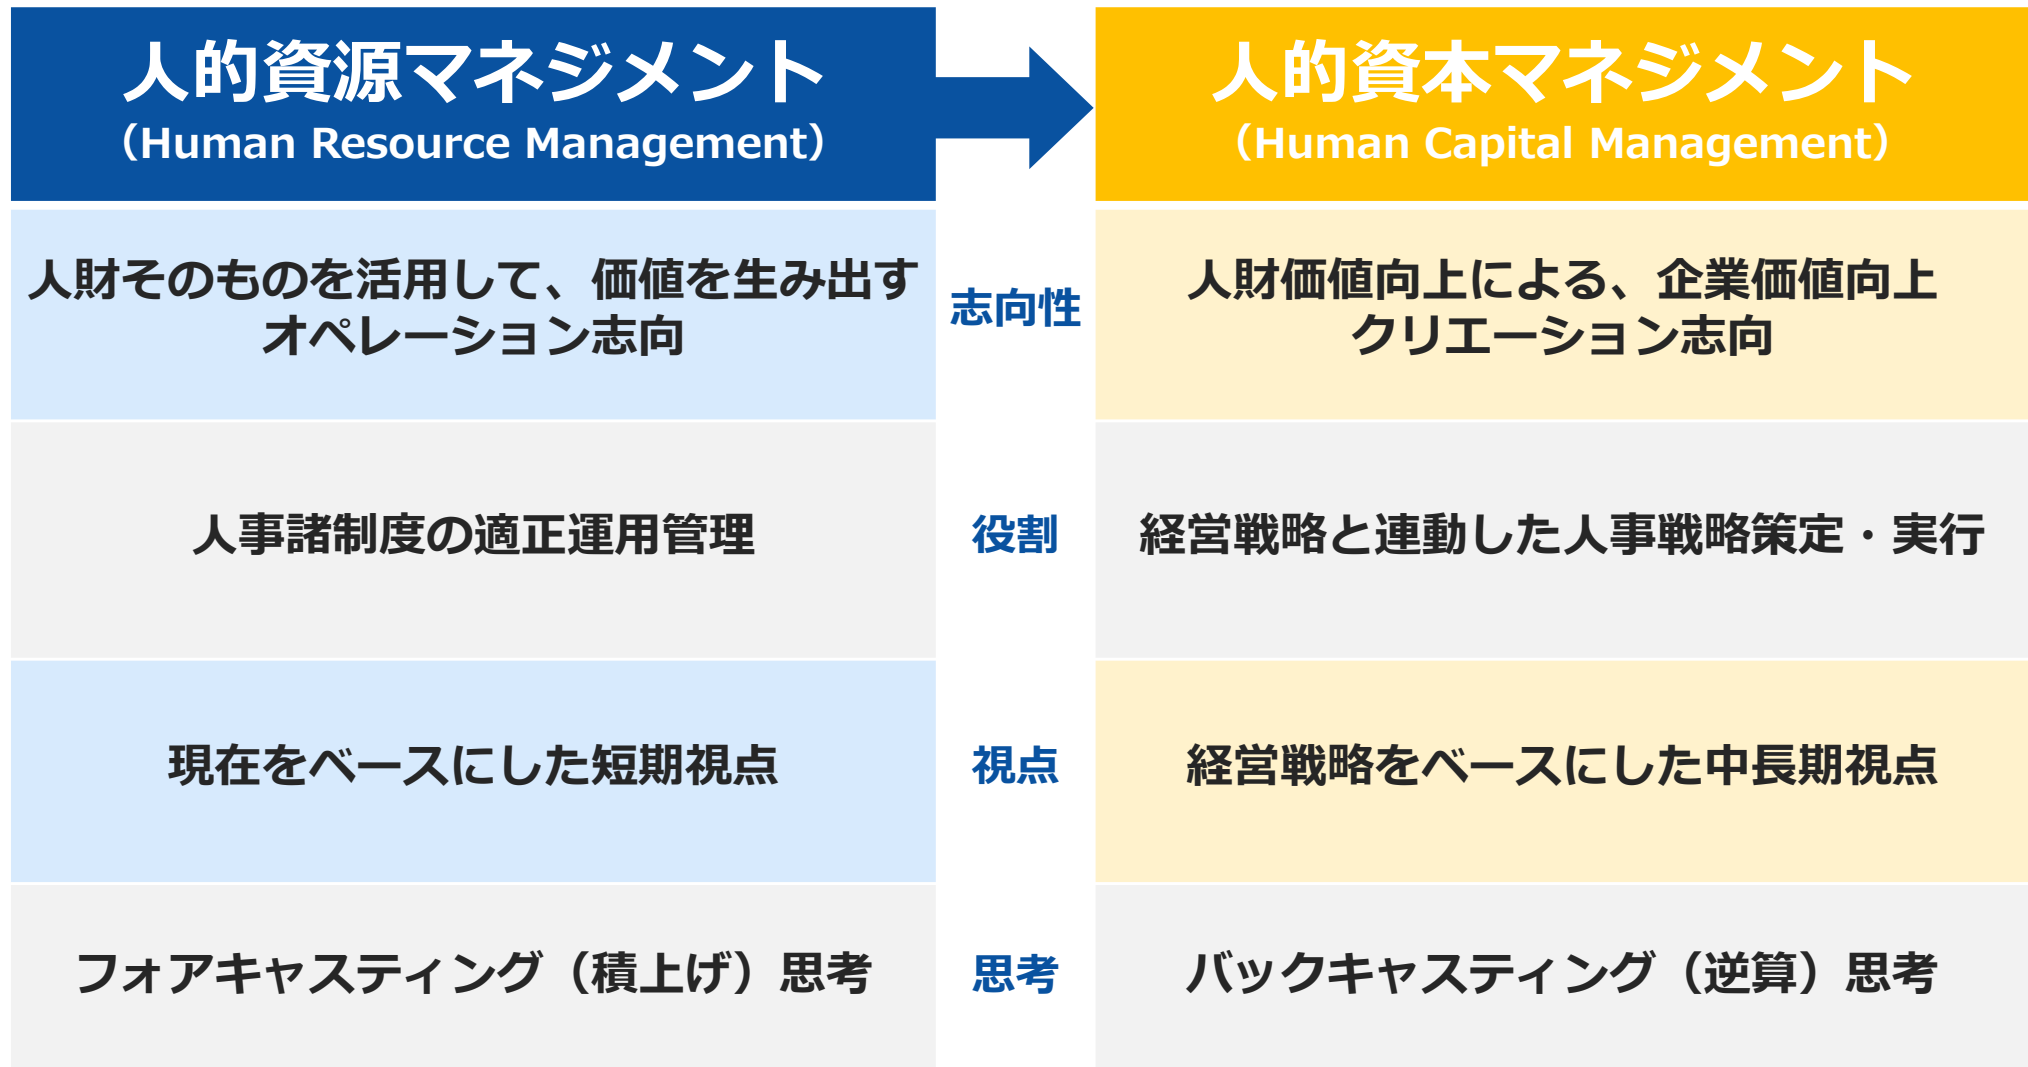 人的資源マネジメント
（Human Resource Management）
人的資本マネジメント
（Human Capital Management）
人財そのものを活用して、価値を生み出す
オペレーション志向
志向性
人財価値向上による、企業価値向上
クリエーション志向
人事諸制度の適正運用管理
役割
経営戦略と連動した人事戦略策定・実行
現在をベースにした短期視点
視点
経営戦略をベースにした中長期視点
フォアキャスティング（積上げ）思考
思考
バックキャスティング（逆算）思考